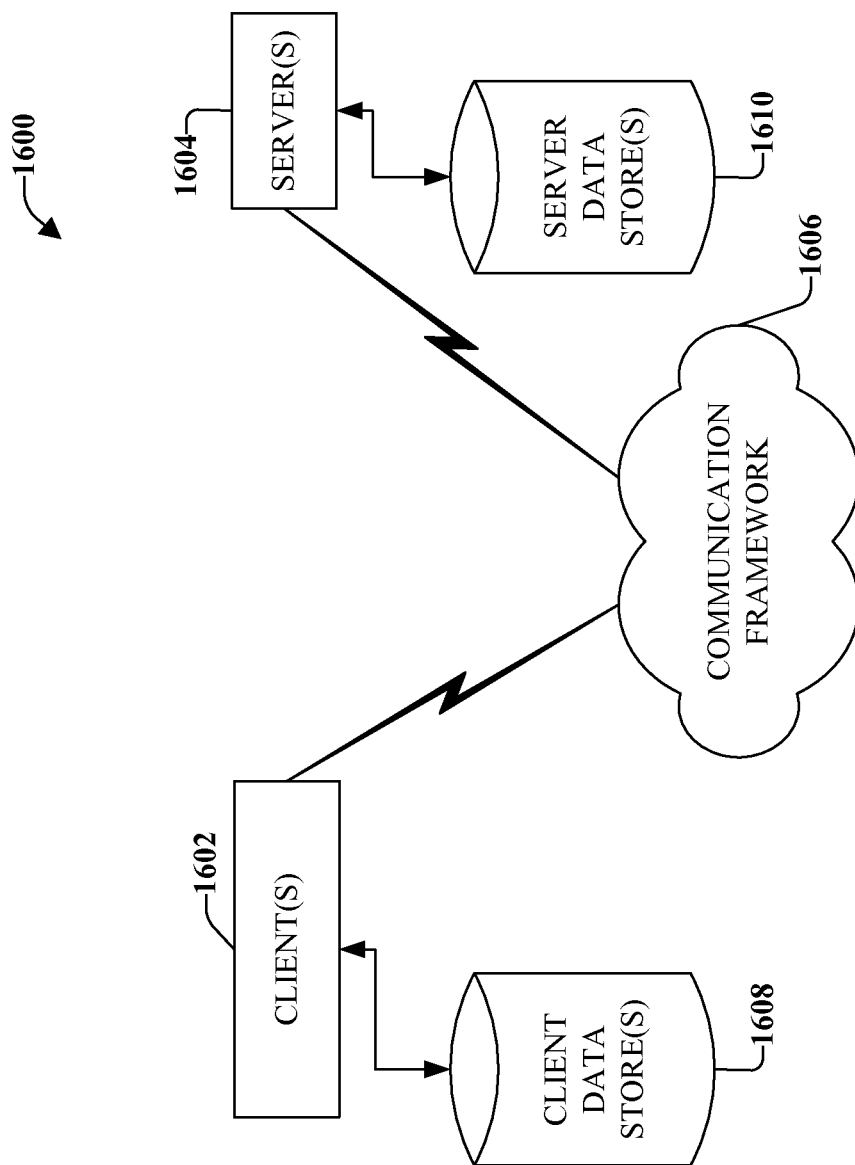 1600
1602
CLIENT(S)
1604
SERVER(S)
CLIENT
DATA
STORE(S)
1608
SERVER
DATA
STORE(S)
1610
COMMUNICATION
FRAMEWORK
1606